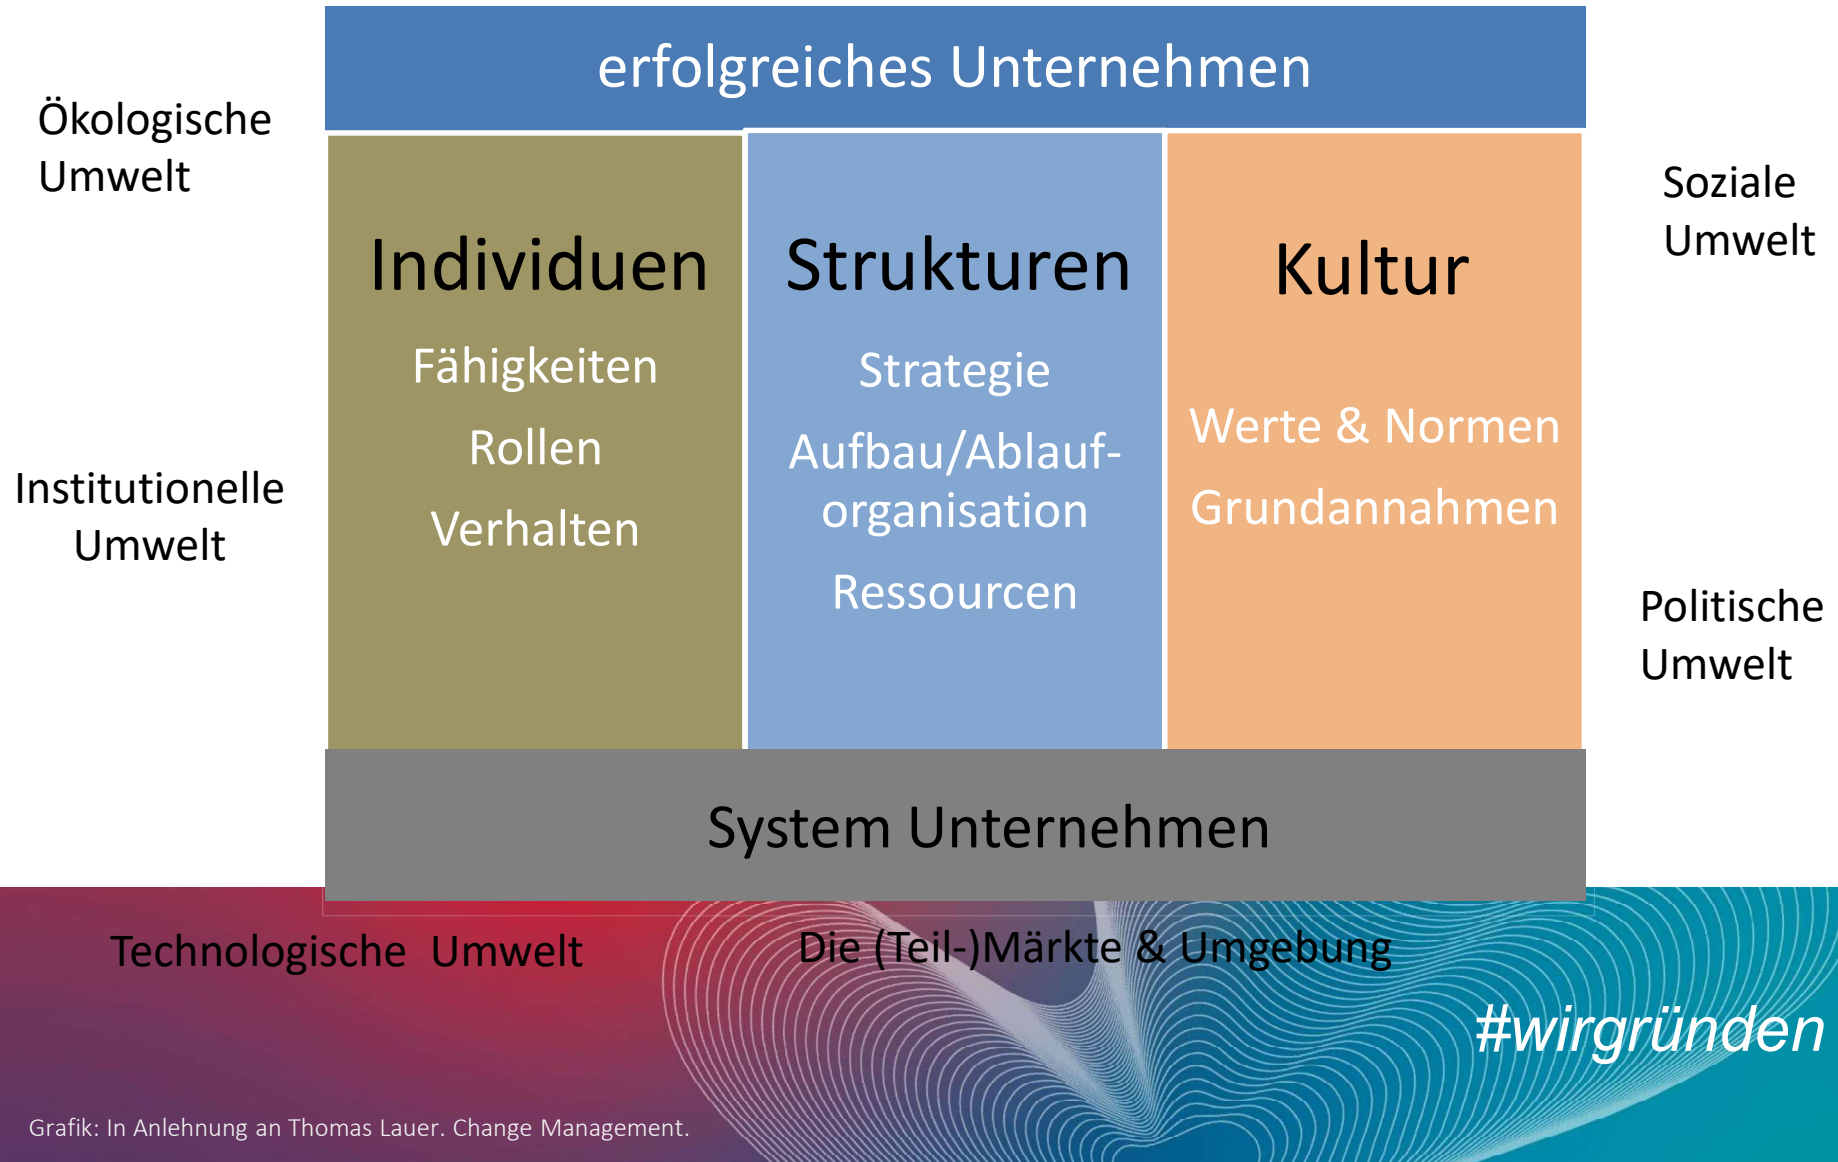 erfolgreiches Unternehmen
Ökologische
Umwelt
Institutionelle
Umwelt
Individuen
Fähigkeiten
Rollen
Verhalten
Strukturen
Strategie
Aufbau/Ablauf-
organisation
Ressourcen
Kultur
Werte & Normen
Grundannahmen
Soziale
Umwelt
Politische
Umwelt
System Unternehmen
Technologische Umwelt
Die (Teil-)Märkte & Umgebung
#wirgründen
Grafik: In Anlehnung an Thomas Lauer. Change Management.